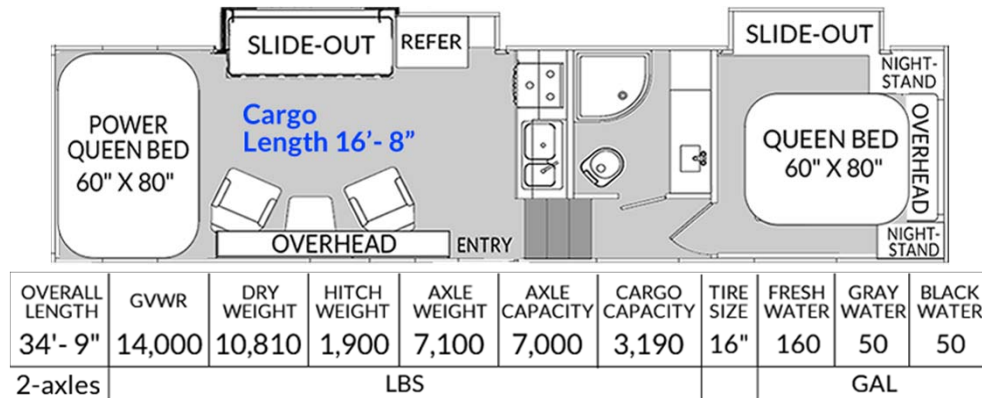 SLIDE-OUT
REFER
SLIDE-OUT
NIGHT-
STAND
Cargo
Length 16'- 8"
POWER
QUEEN BED
60" X 80"
QUEEN BED
60" X 80"
OVERHEAD
OVERHEAD
ENTRY
NIGHT-
STAND
OVERALL LENGTH GVWR DRY WEIGHT HITCH WEIGHT AXLE WEIGHT AXLE CAPACITY CARGO CAPACITY TIRE SIZE FRESH WATER GRAY WATER BLACK WATER
34'- 9" 14,000 10,810 1,900 7,100 7,000 3,190 16" 160 50 50
2-axles LBS GAL